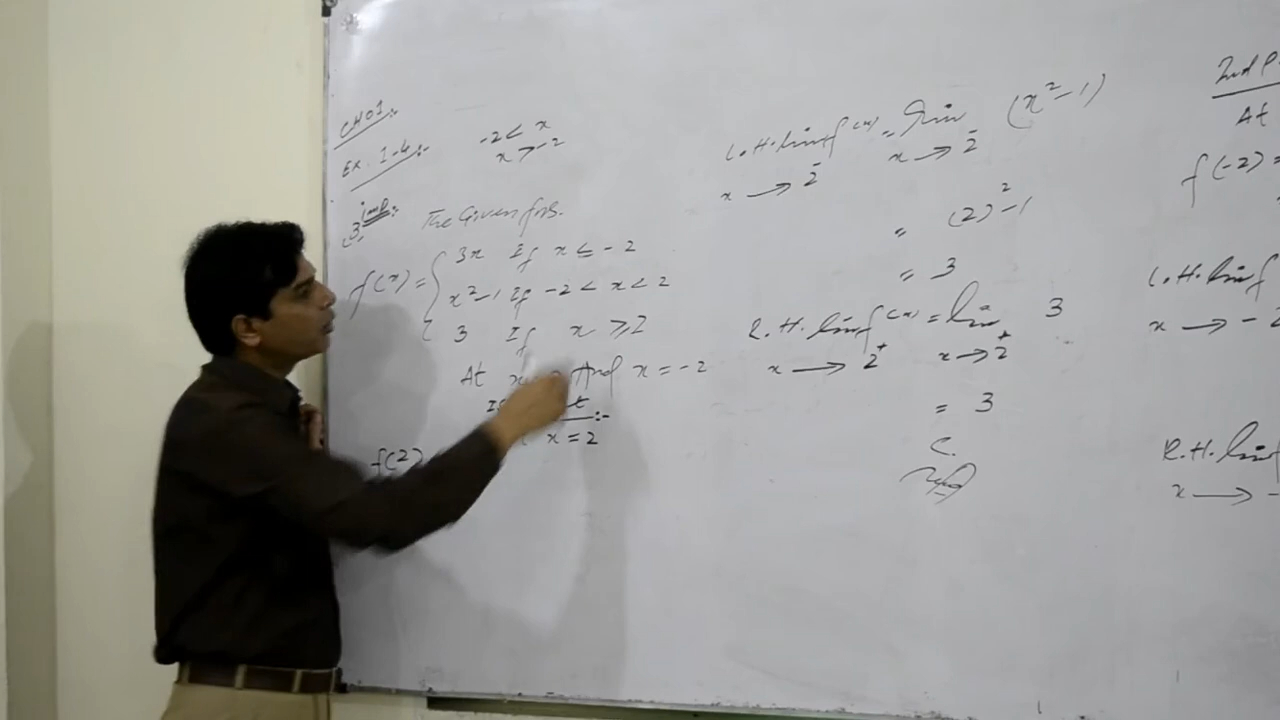 CH01:-
Ex. 1.4:-
-2 < x
x > -2
imp:-
(3) The Given fn is.
f(x) = { 3x If x ≤ -2
x²-1 If -2 < x < 2
3 If x ≥ 2
At x And x = -2
x = 2
f(2)
L.H. lim f(x) = lim (x²-1)
x → 2⁻ x → 2⁻
= (2)²-1
= 3
R.H. lim f(x) = lim 3
x → 2⁺ x → 2⁺
= 3
C.
2nd P
At
f(-2) =
L.H. lim f
x → -2
R.H. lim
x → -